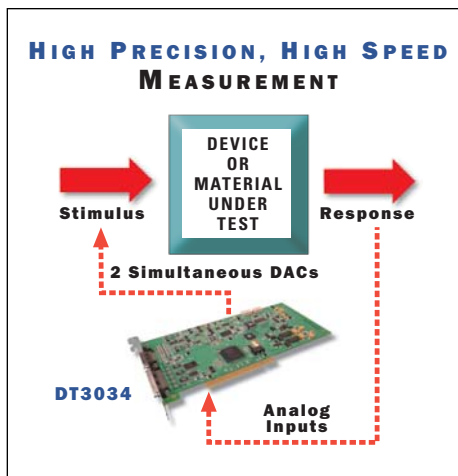 HIGH PRECISION, HIGH SPEED
MEASUREMENT
DEVICE
OR
MATERIAL
UNDER
TEST
Stimulus
Response
2 Simultaneous DACs
DT3034
Analog
Inputs